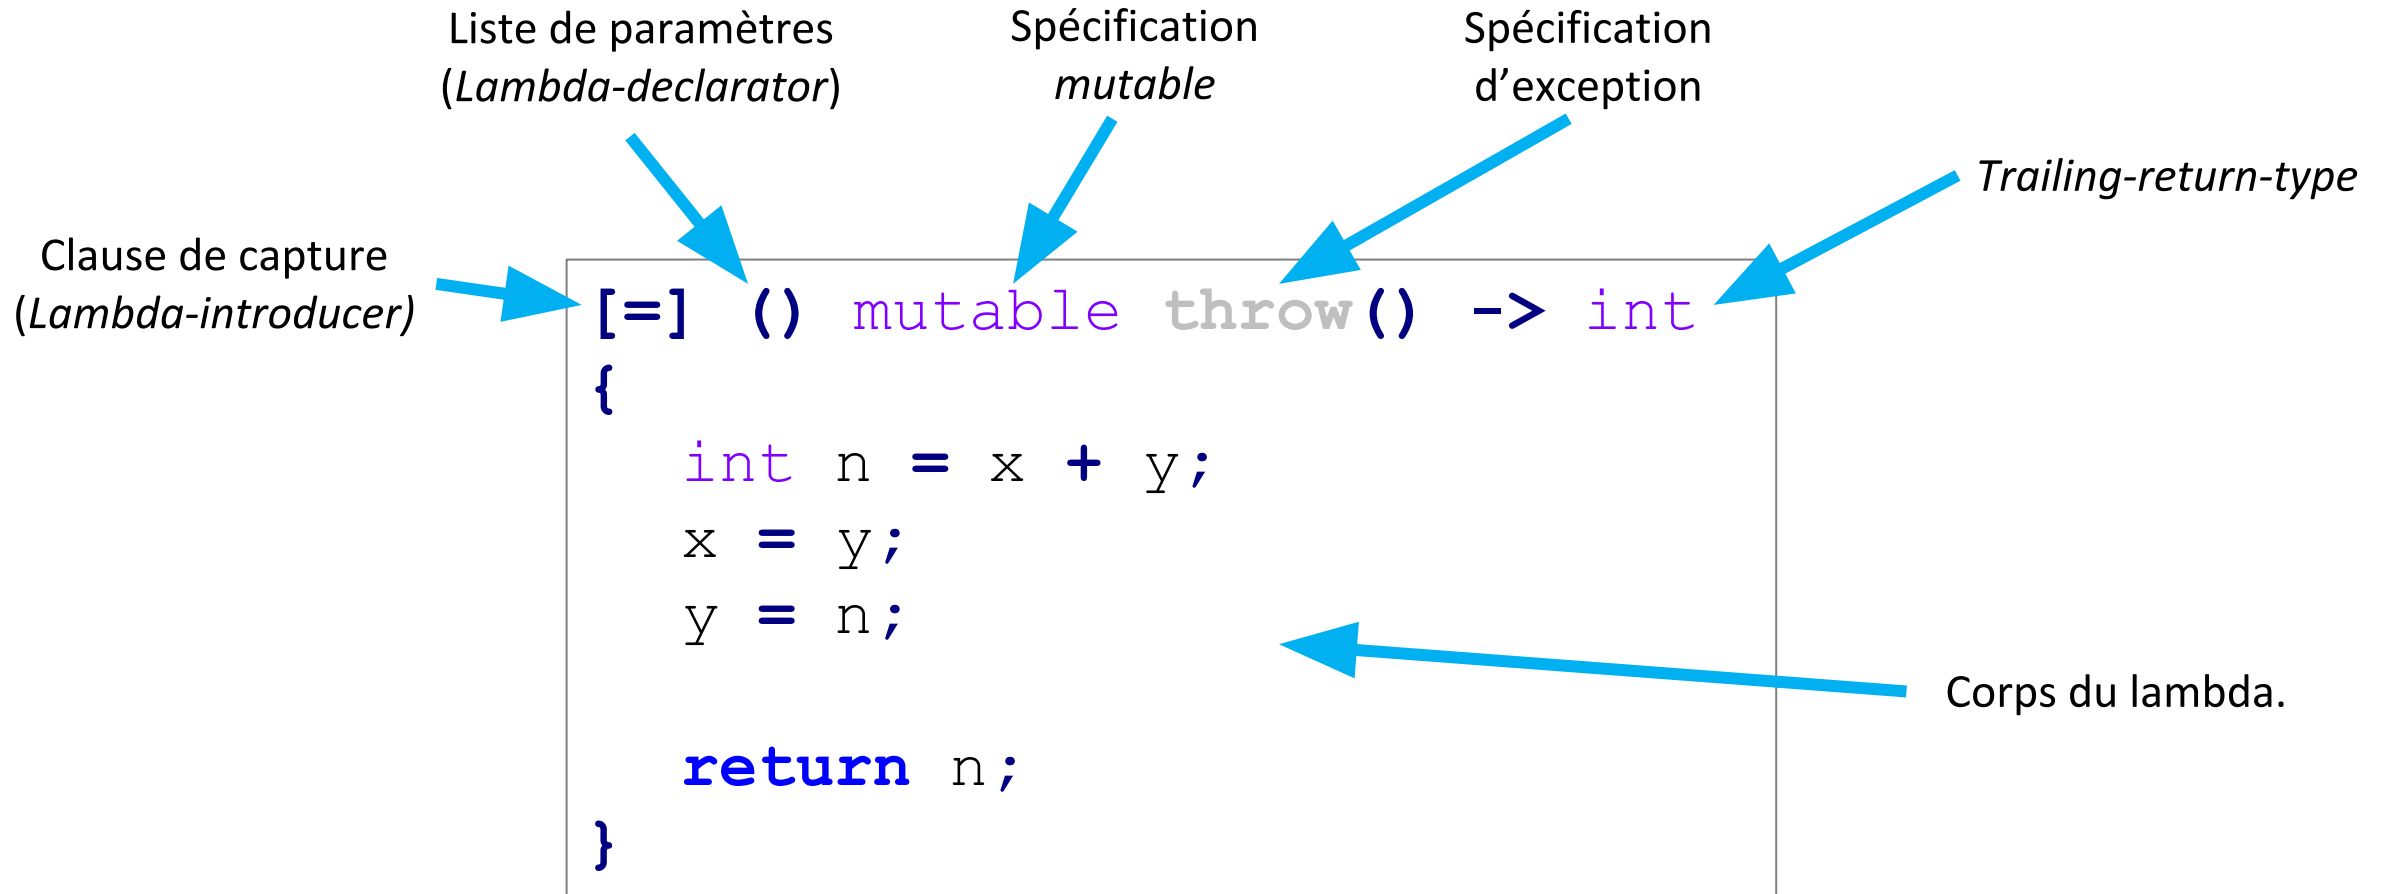 Liste de paramètres
(Lambda-declarator)
Spécification
mutable
Spécification
d’exception
Trailing-return-type
Clause de capture
(Lambda-introducer)
[=] () mutable throw() -> int
{
int n = x + y;
x = y;
y = n;
Corps du lambda.
return n;
}